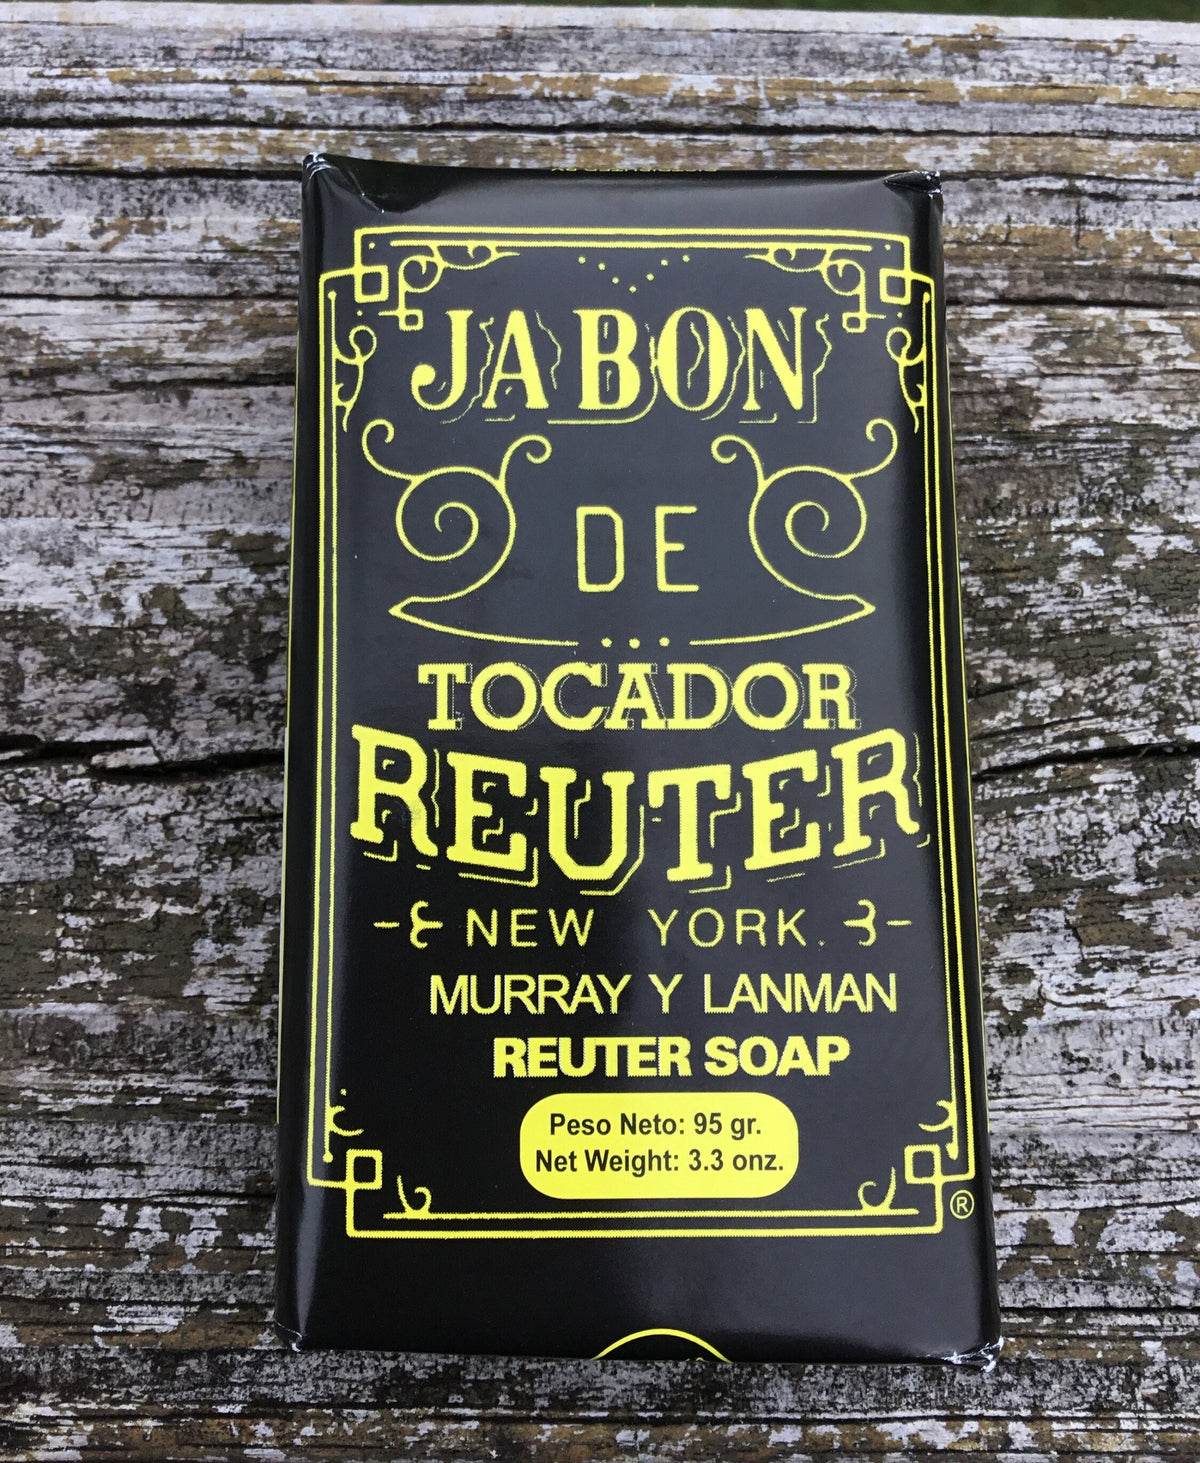 JABON
DE
TOCADOR
REUTER
NEW YORK.
MURRAY Y LANMAN
REUTER SOAP
Peso Neto: 95 gr.
Net Weight: 3.3 onz.
®